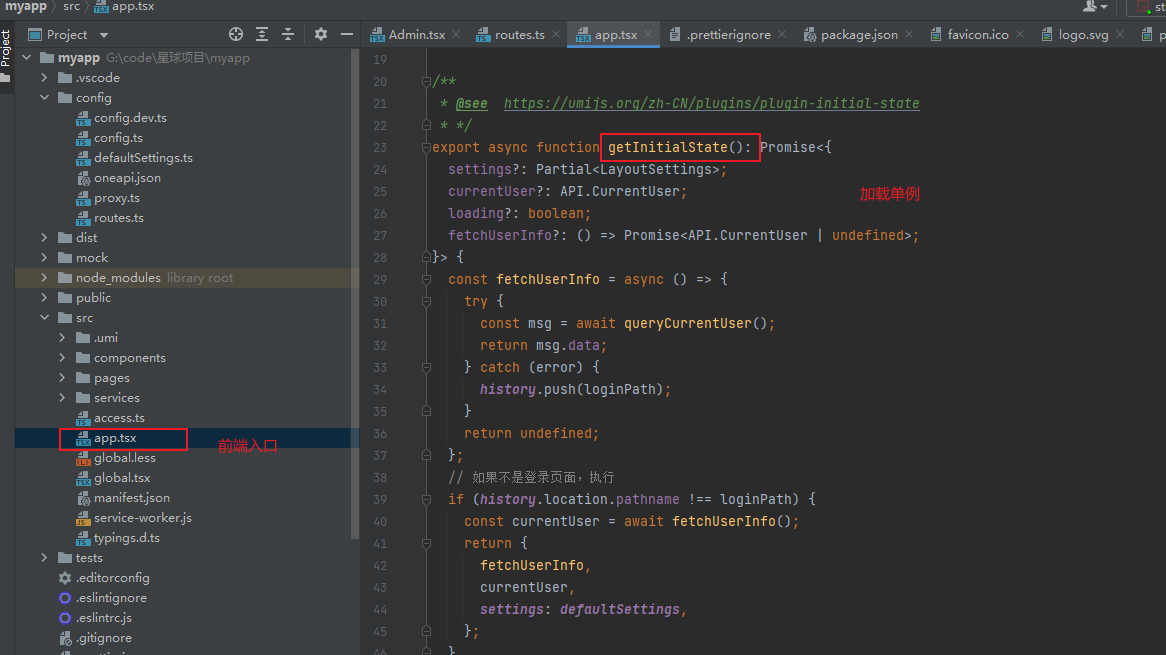 myapp src app.tsx
Project
Project
Admin.tsx routes.ts app.tsx .prettierignore package.json favicon.ico logo.svg
myapp G:\code\星球项目\myapp
.vscode
config
config.dev.ts
config.ts
defaultSettings.ts
oneapi.json
proxy.ts
routes.ts
dist
mock
node_modules library root
public
src
.umi
components
pages
services
access.ts
app.tsx
前端入口
global.less
global.tsx
manifest.json
service-worker.js
typings.d.ts
tests
.editorconfig
.eslintignore
.eslintrc.js
.gitignore
19
20 /**
21 * @see https://umijs.org/zh-CN/plugins/plugin-initial-state
22 * */
23 export async function getInitialState(): Promise<{
24 settings?: Partial<LayoutSettings>;
25 currentUser?: API.CurrentUser;
加载单例
26 loading?: boolean;
27 fetchUserInfo?: () => Promise<API.CurrentUser | undefined>;
28 }> {
29 const fetchUserInfo = async () => {
30 try {
31 const msg = await queryCurrentUser();
32 return msg.data;
33 } catch (error) {
34 history.push(loginPath);
35 }
36 return undefined;
37 };
38 // 如果不是登录页面，执行
39 if (history.location.pathname !== loginPath) {
40 const currentUser = await fetchUserInfo();
41 return {
42 fetchUserInfo,
43 currentUser,
44 settings: defaultSettings,
45 };
46 }